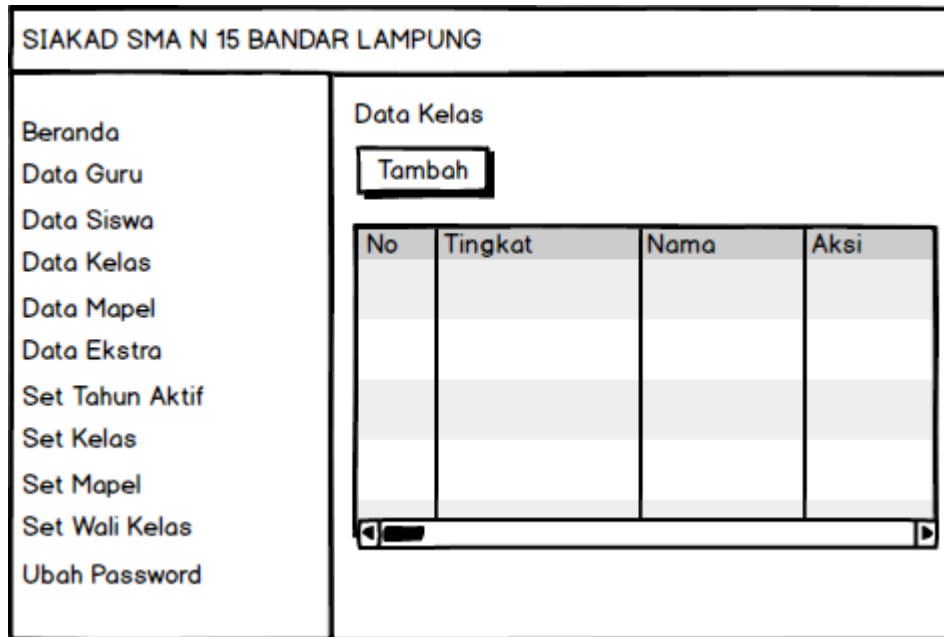 SIAKAD SMA N 15 BANDAR LAMPUNG
Beranda
Data Guru
Data Siswa
Data Kelas
Data Mapel
Data Ekstra
Set Tahun Aktif
Set Kelas
Set Mapel
Set Wali Kelas
Ubah Password
Data Kelas
Tambah
No Tingkat Nama Aksi